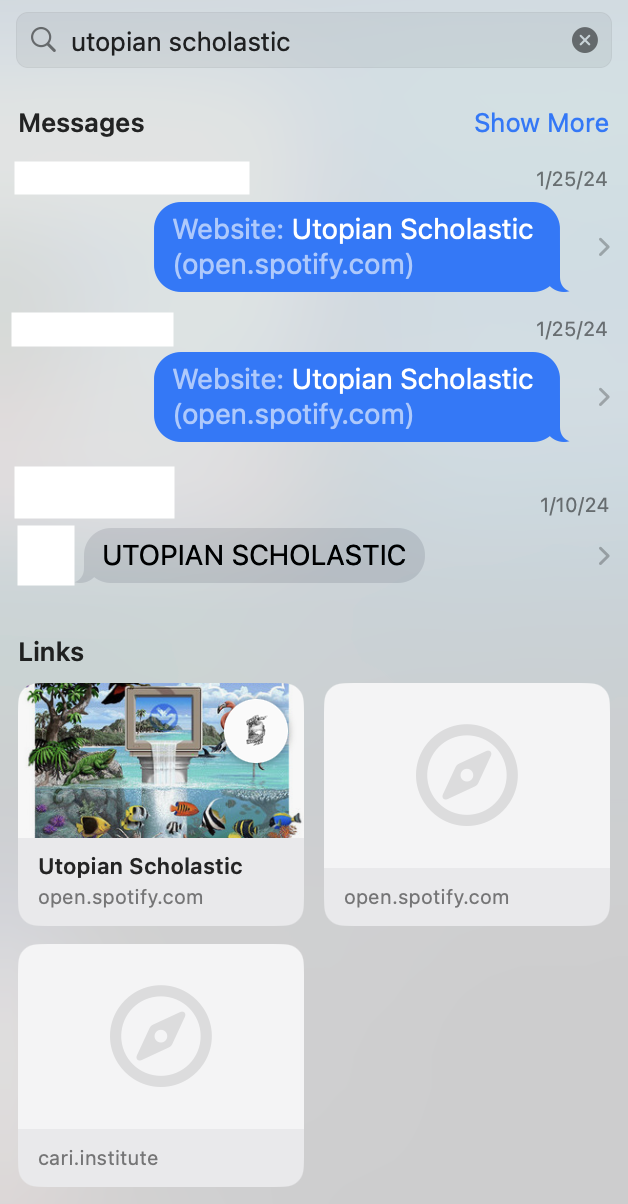 utopian scholastic
Messages
Show More
1/25/24
Website: Utopian Scholastic
(open.spotify.com)
1/25/24
Website: Utopian Scholastic
(open.spotify.com)
1/10/24
UTOPIAN SCHOLASTIC
Links
Utopian Scholastic
open.spotify.com
open.spotify.com
cari.institute